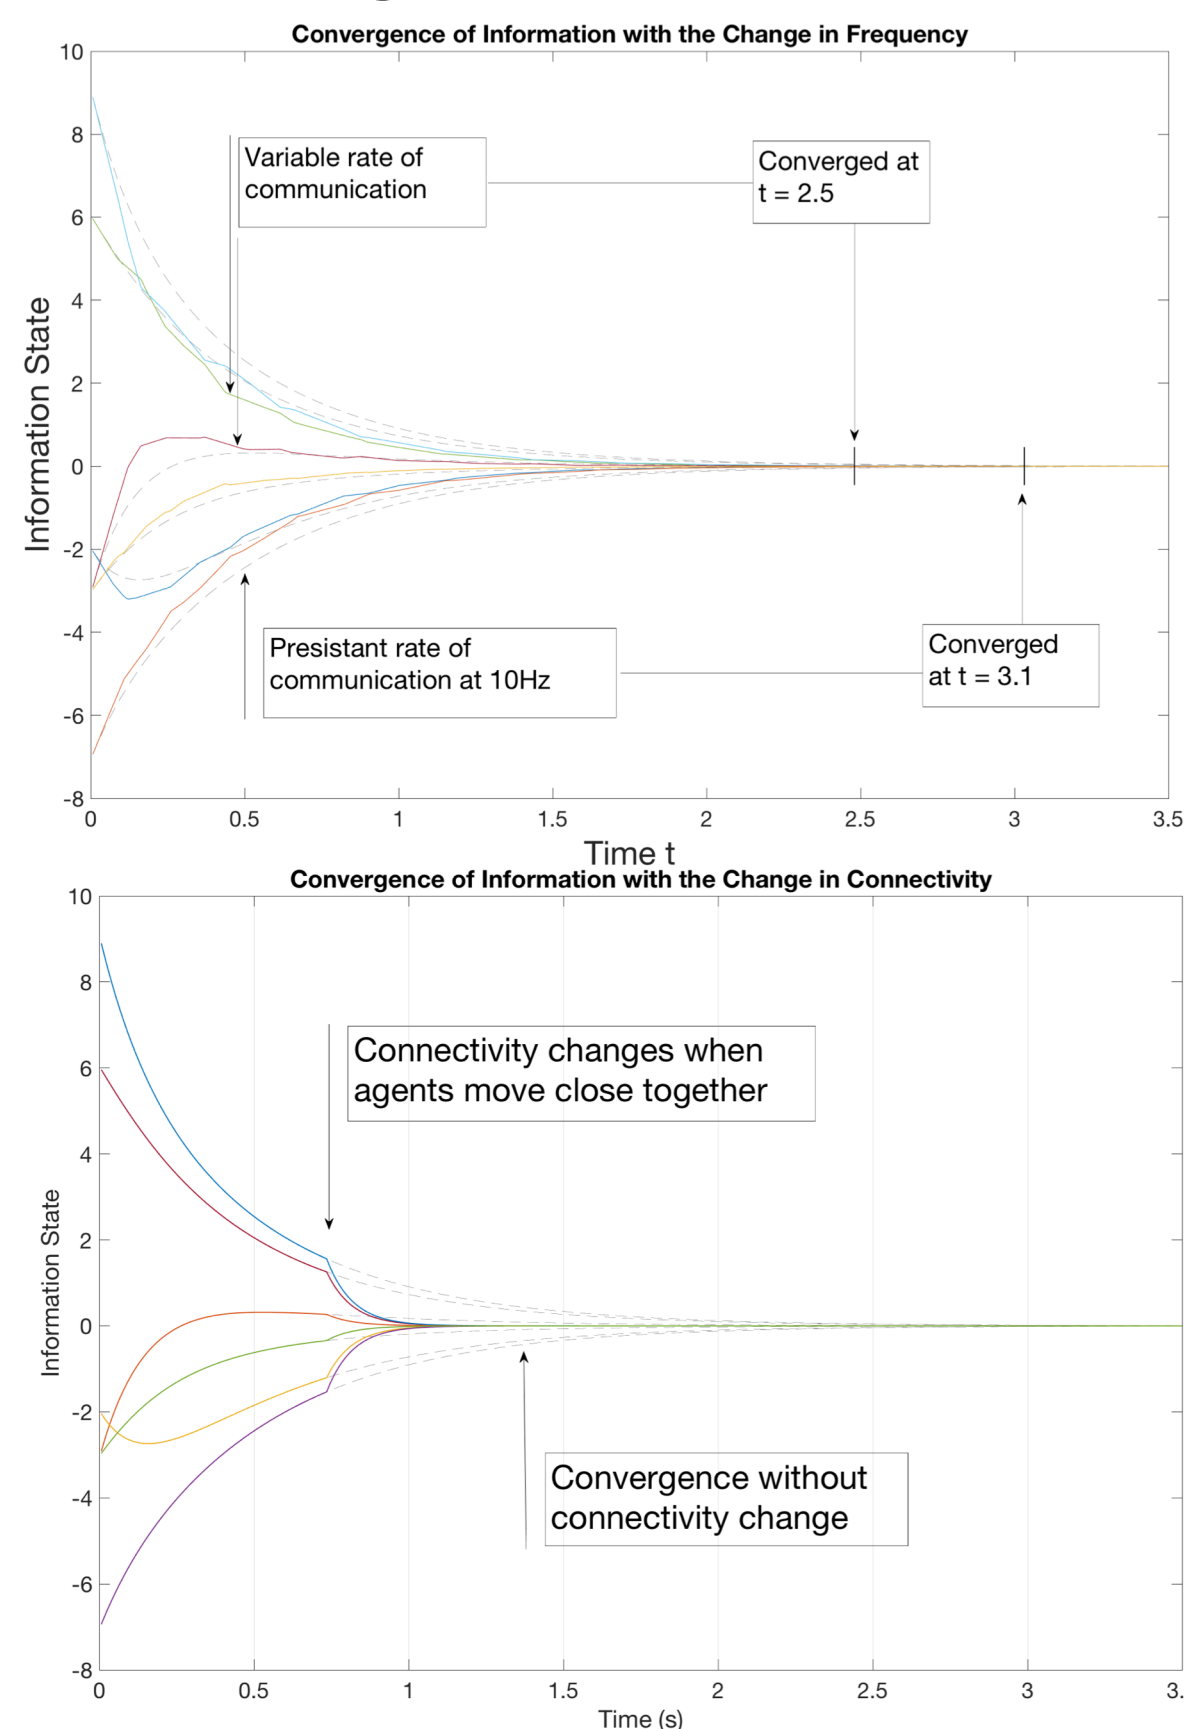 Convergence of Information with the Change in Frequency
10
8
6
4
2
0
-2
-4
-6
-8
Information State
Variable rate of
communication
Converged at
t = 2.5
Presistant rate of
communication at 10Hz
Converged
at t = 3.1
0 0.5 1 1.5 2 2.5 3 3.5
Time t
Convergence of Information with the Change in Connectivity
10
8
6
4
2
0
-2
-4
-6
-8
Information State
Connectivity changes when
agents move close together
Convergence without
connectivity change
0 0.5 1 1.5 2 2.5 3 3.
Time (s)